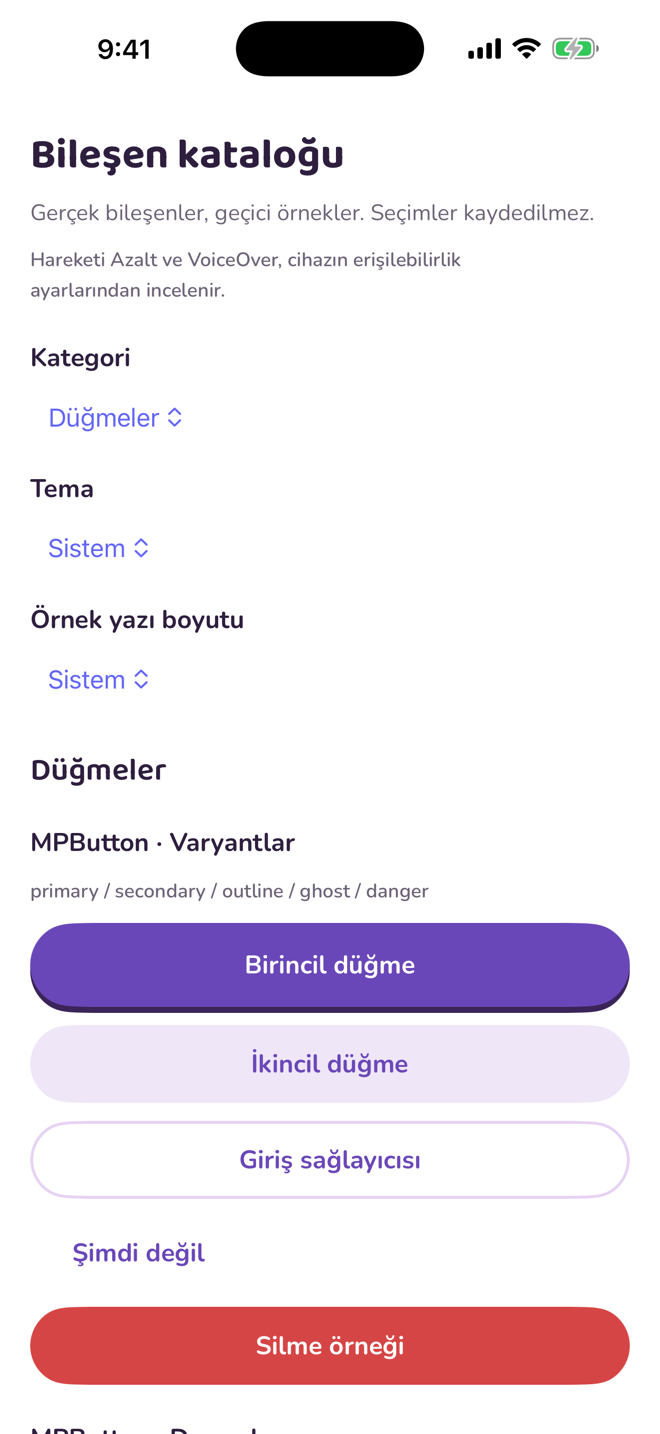 9:41
Bileşen kataloğu
Gerçek bileşenler, geçici örnekler. Seçimler kaydedilmez.
Hareketi Azalt ve VoiceOver, cihazın erişilebilirlik
ayarlarından incelenir.
Kategori
Düğmeler
Tema
Sistem
Örnek yazı boyutu
Sistem
Düğmeler
MPButton · Varyantlar
primary / secondary / outline / ghost / danger
Birincil düğme
İkincil düğme
Giriş sağlayıcısı
Şimdi değil
Silme örneği